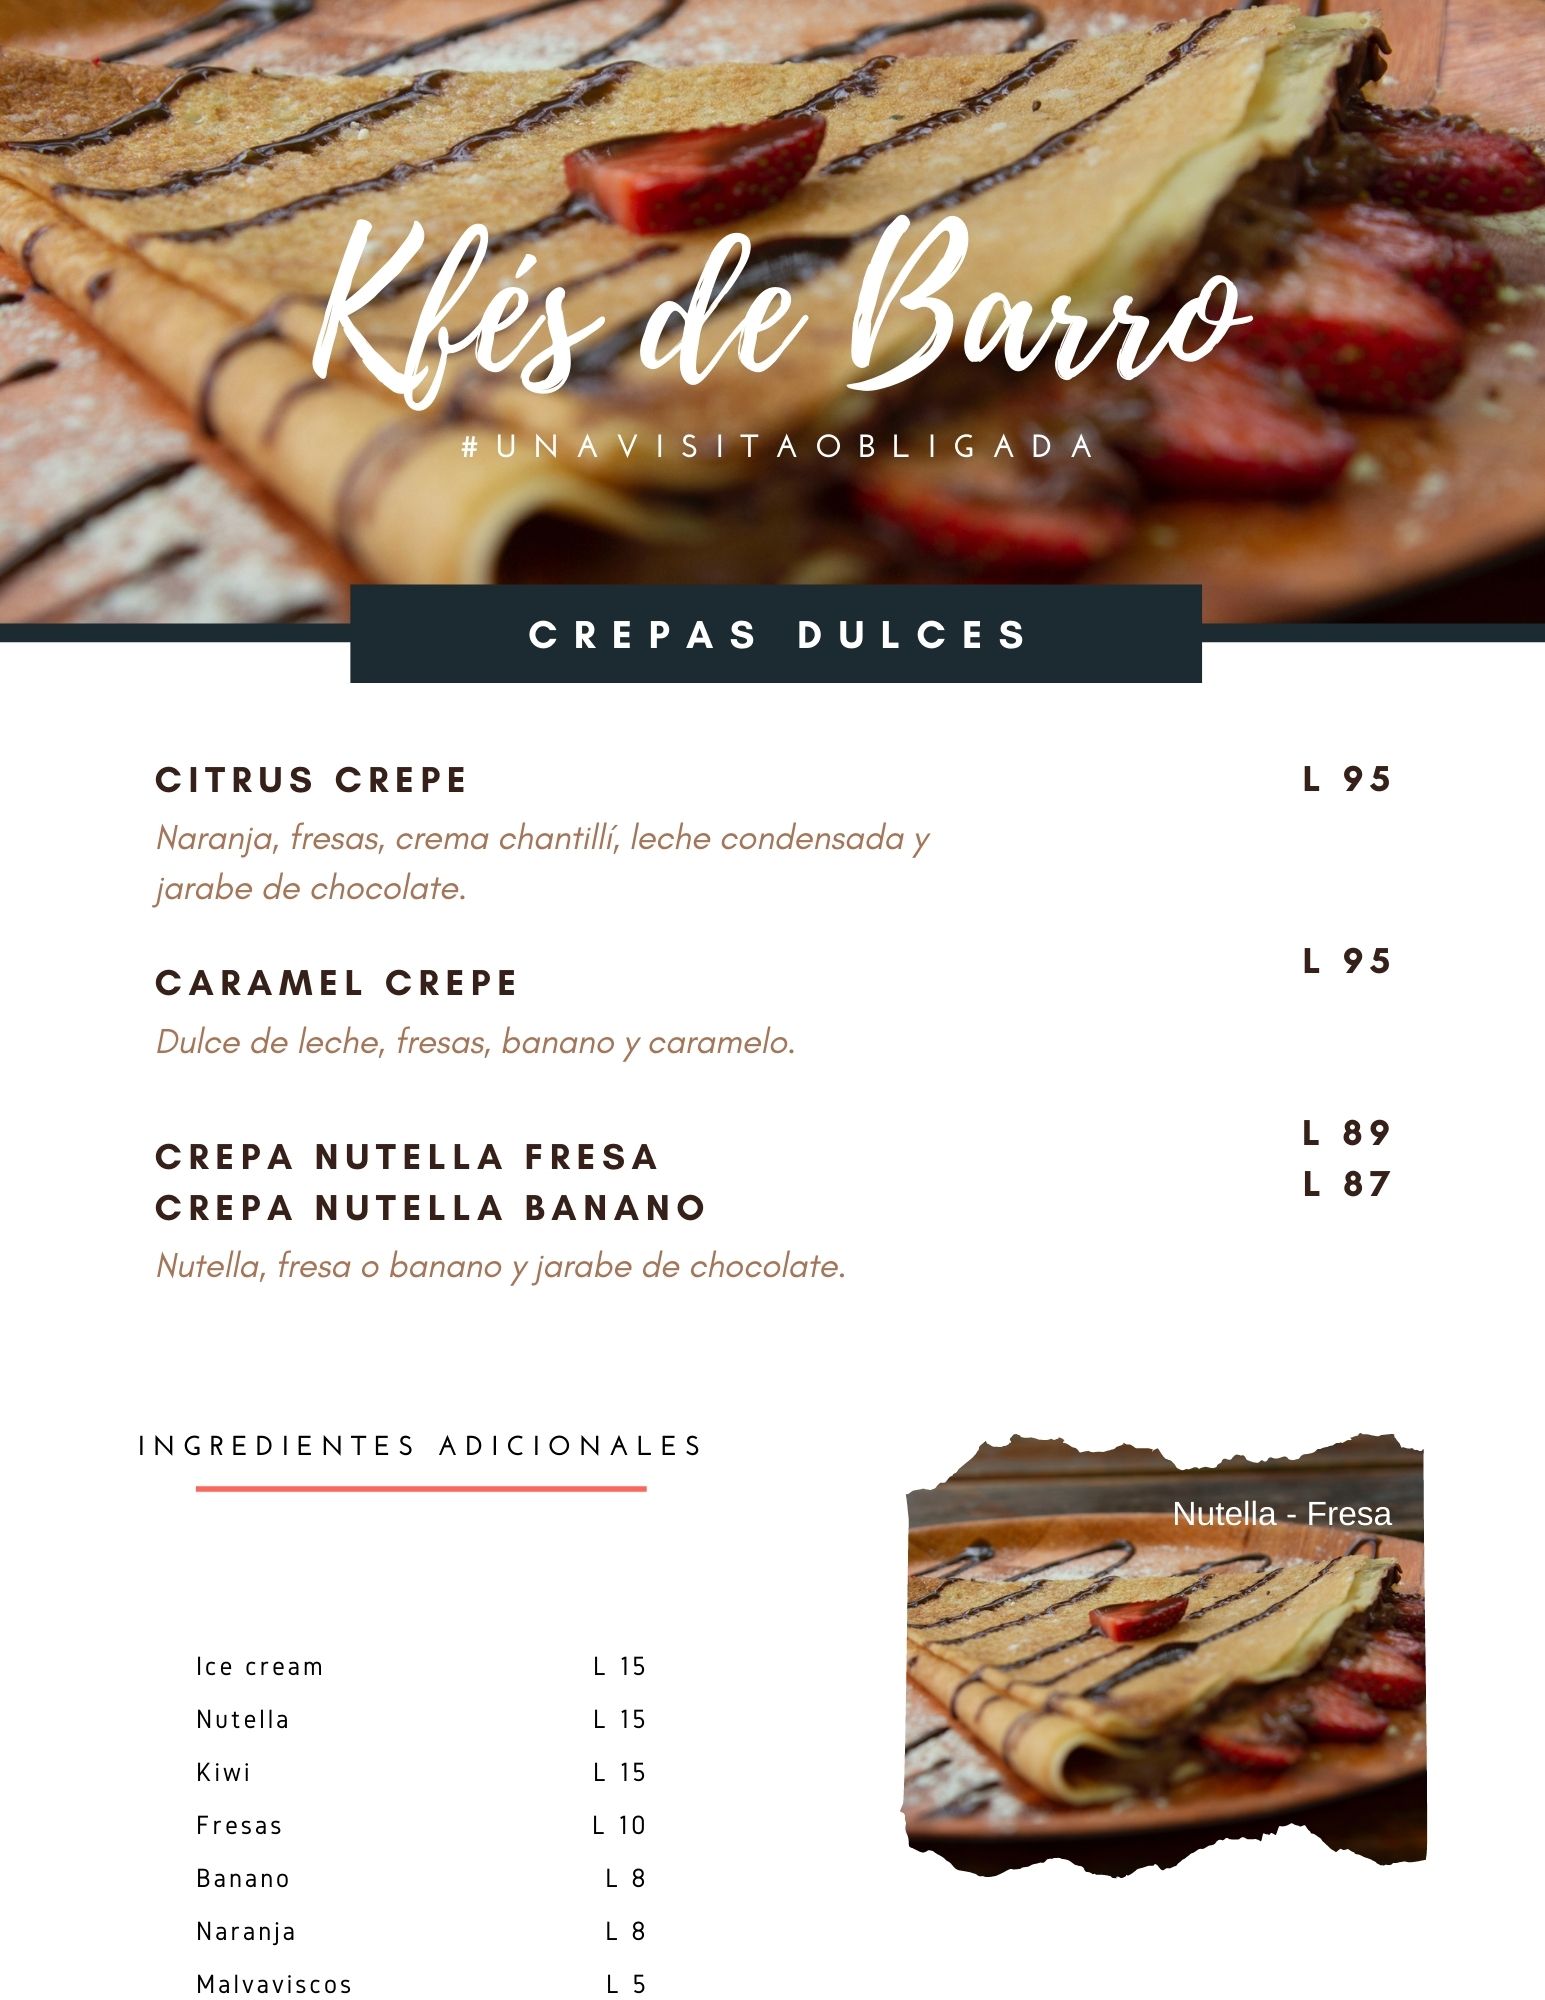 Kfés de Barro
#UNAVISITAOBLIGADA
CREPAS DULCES
CITRUS CREPE L 95
Naranja, fresas, crema chantillí, leche condensada y
jarabe de chocolate.
CARAMEL CREPE L 95
Dulce de leche, fresas, banano y caramelo.
CREPA NUTELLA FRESA L 89
CREPA NUTELLA BANANO L 87
Nutella, fresa o banano y jarabe de chocolate.
INGREDIENTES ADICIONALES
Nutella - Fresa
Ice cream L 15
Nutella L 15
Kiwi L 15
Fresas L 10
Banano L 8
Naranja L 8
Malvaviscos L 5